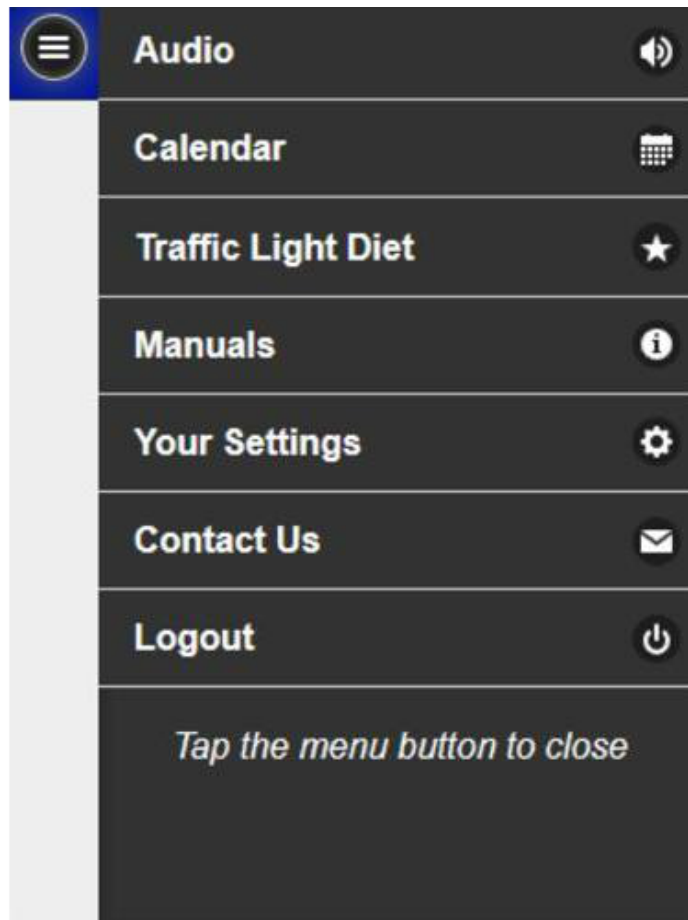 Audio
Calendar
Traffic Light Diet
Manuals
Your Settings
Contact Us
Logout
Tap the menu button to close